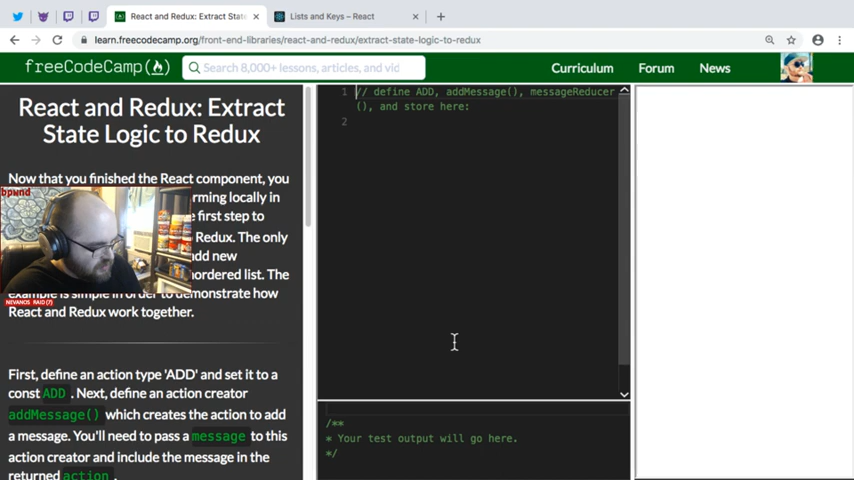 React and Redux: Extract State
Lists and Keys – React
learn.freecodecamp.org/front-end-libraries/react-and-redux/extract-state-logic-to-redux
freeCodeCamp
Search 8,000+ lessons, articles, and vid
Curriculum
Forum
News
React and Redux: Extract
State Logic to Redux
Now that you finished the React component, you
rming locally in
e first step to
Redux. The only
add new
nordered list. The
example is simple in order to demonstrate how
React and Redux work together.
First, define an action type 'ADD' and set it to a
const ADD . Next, define an action creator
addMessage() which creates the action to add
a message. You'll need to pass a message to this
action creator and include the message in the
returned action .
bpwnd
NEVANOS RAID (7)
1 // define ADD, addMessage(), messageReducer
(), and store here:
2
/**
* Your test output will go here.
*/